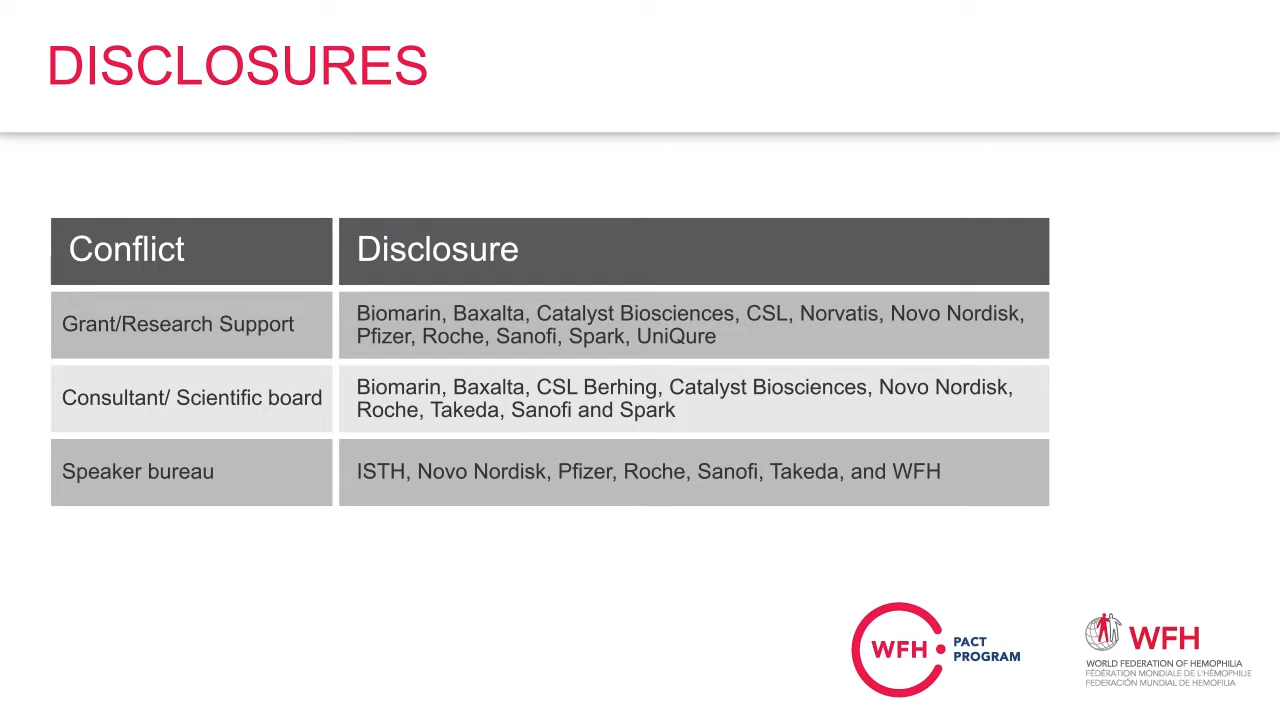 DISCLOSURES
Conflict
Disclosure
Grant/Research Support
Biomarin, Baxalta, Catalyst Biosciences, CSL, Norvatis, Novo Nordisk,
Pfizer, Roche, Sanofi, Spark, UniQure
Consultant/ Scientific board
Biomarin, Baxalta, CSL Berhing, Catalyst Biosciences, Novo Nordisk,
Roche, Takeda, Sanofi and Spark
Speaker bureau
ISTH, Novo Nordisk, Pfizer, Roche, Sanofi, Takeda, and WFH
WFH
PACT
PROGRAM
WFH
WORLD FEDERATION OF HEMOPHILIA
FÉDÉRATION MONDIALE DE L'HÉMOPHILIE
FEDERACIÓN MUNDIAL DE HEMOFILIA